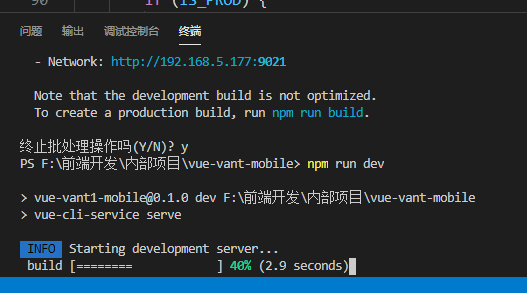 90 if (IS_PROD) {
问题 输出 调试控制台 终端
- Network: http://192.168.5.177:9021
Note that the development build is not optimized.
To create a production build, run npm run build.
终止批处理操作吗(Y/N)? y
PS F:\前端开发\内部项目\vue-vant-mobile> npm run dev
> vue-vant1-mobile@0.1.0 dev F:\前端开发\内部项目\vue-vant-mobile
> vue-cli-service serve
INFO Starting development server...
build [======== ] 40% (2.9 seconds)